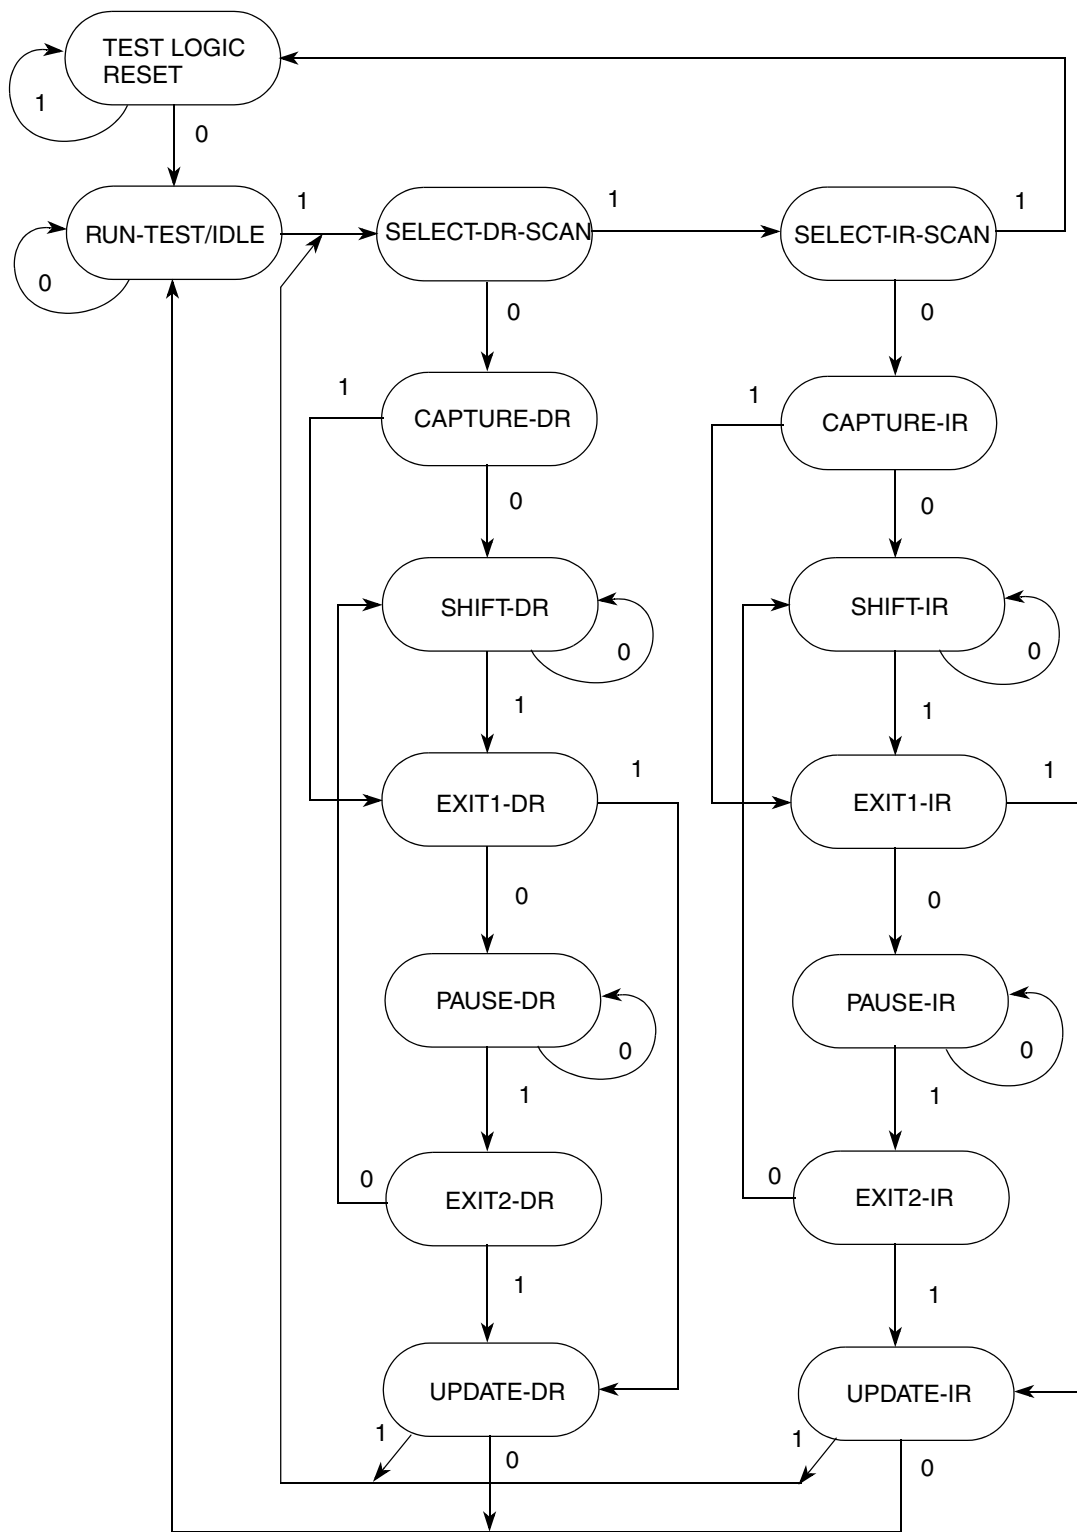 TEST LOGIC
RESET
1
0
RUN-TEST/IDLE
1
SELECT-DR-SCAN
1
SELECT-IR-SCAN
1
0
0
0
1
CAPTURE-DR
1
CAPTURE-IR
0
0
SHIFT-DR
0
SHIFT-IR
0
1
1
EXIT1-DR
1
EXIT1-IR
1
0
0
PAUSE-DR
0
PAUSE-IR
0
1
1
0
EXIT2-DR
0
EXIT2-IR
1
1
UPDATE-DR
UPDATE-IR
1
0
1
0